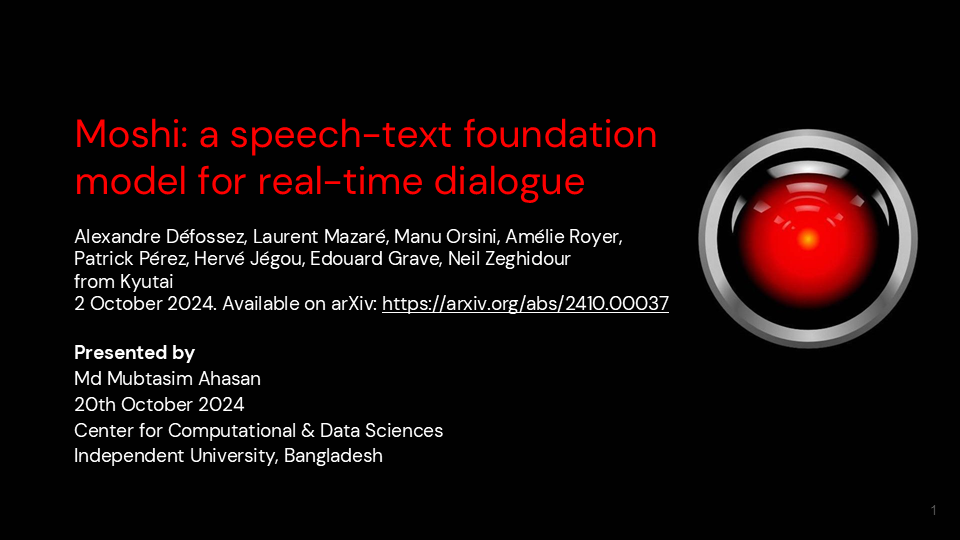 Moshi: a speech-text foundation
model for real-time dialogue
Alexandre Défossez, Laurent Mazaré, Manu Orsini, Amélie Royer,
Patrick Pérez, Hervé Jégou, Edouard Grave, Neil Zeghidour
from Kyutai
2 October 2024. Available on arXiv: https://arxiv.org/abs/2410.00037
Presented by
Md Mubtasim Ahasan
20th October 2024
Center for Computational & Data Sciences
Independent University, Bangladesh
1